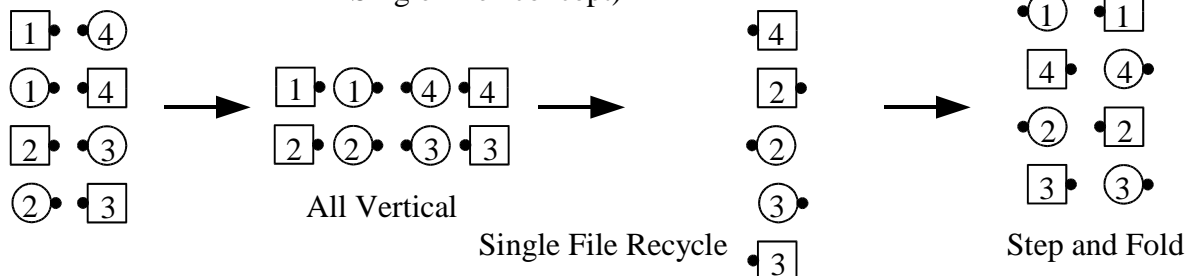 1 4
1 4
2 3
2 3
1 1 4 4
2 2 3 3
All Vertical
4
2
2
3
3
Single File Recycle
1 1
4 4
2 2
3 3
Step and Fold